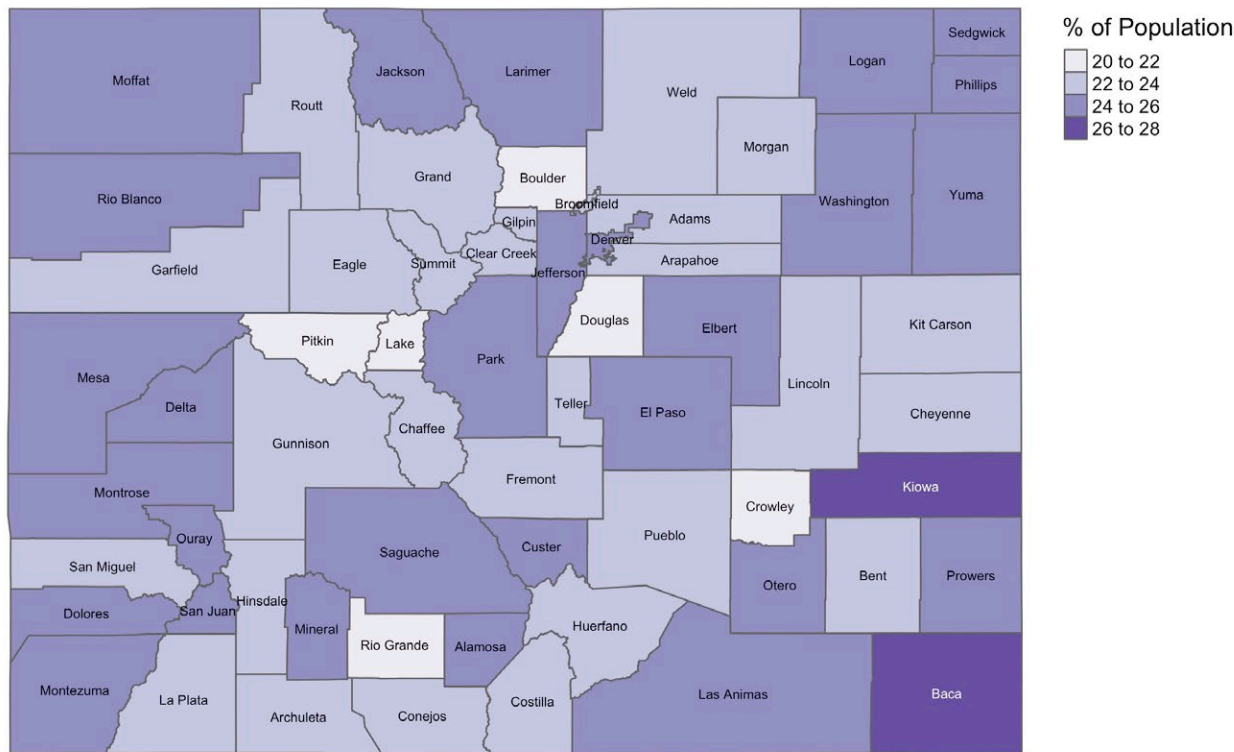 % of Population
20 to 22
22 to 24
24 to 26
26 to 28
Sedgwick
Logan
Jackson
Larimer
Moffat
Phillips
Weld
Routt
Morgan
Grand
Boulder
Rio Blanco
Yuma
Washington
Broomfield
Gilpin
Adams
Denver
Clear Creek
Arapahoe
Eagle
Summit
Garfield
Jefferson
Douglas
Kit Carson
Elbert
Pitkin
Lake
Park
Mesa
Lincoln
Teller
Delta
El Paso
Cheyenne
Chaffee
Gunnison
Fremont
Kiowa
Montrose
Crowley
Pueblo
Ouray
Custer
Saguache
San Miguel
Bent
Prowers
Otero
Hinsdale
Dolores
San Juan
Huerfano
Mineral
Rio Grande
Alamosa
Montezuma
Las Animas
Baca
La Plata
Costilla
Archuleta
Conejos